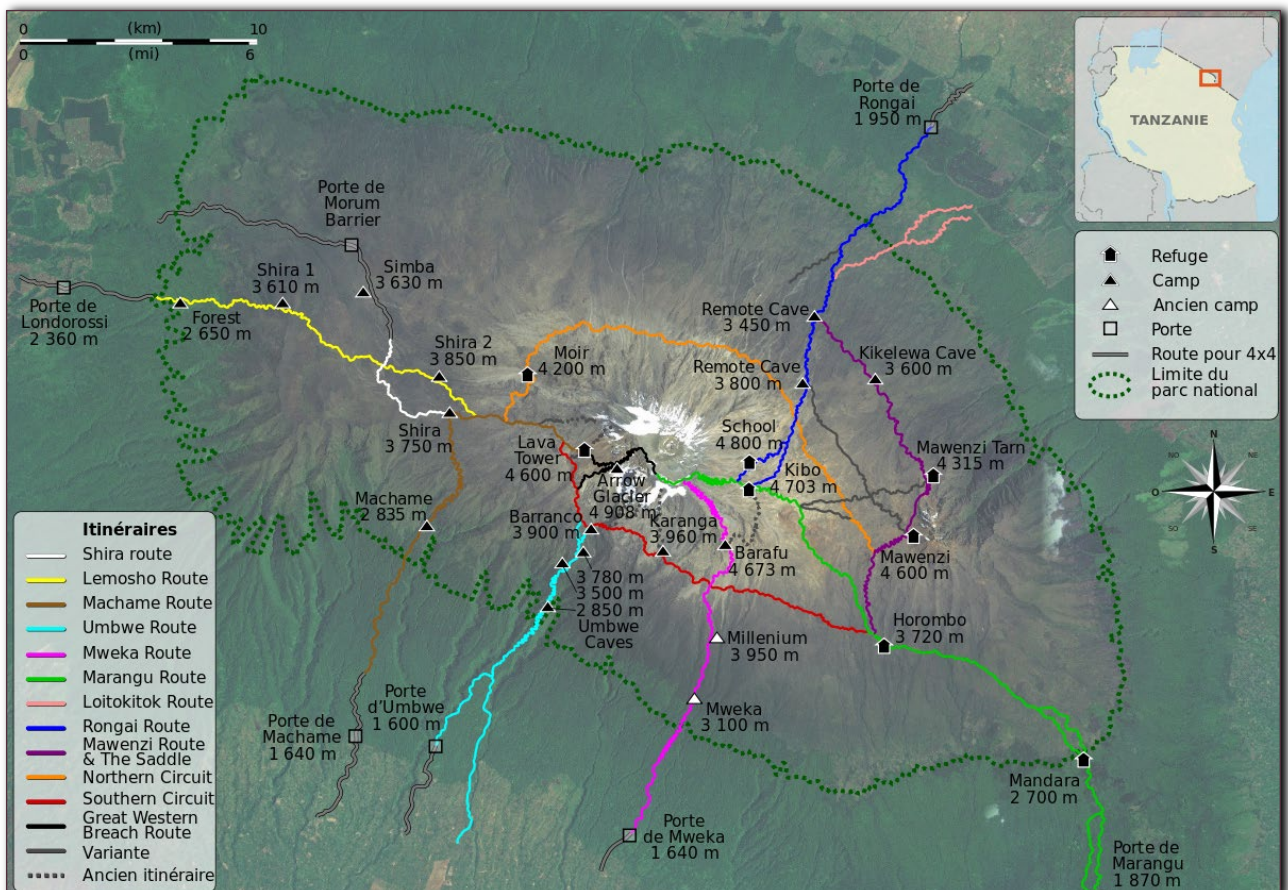 0 (km) 10
0 (mi) 6
TANZANIE
Refuge
Camp
Ancien camp
Porte
Route pour 4x4
Limite du
parc national
N
NO
NE
O
E
SO
SE
S
Porte de
Rongai
1 950 m
Porte de
Morum
Barrier
Simba
3 630 m
Shira 1
3 610 m
Forest
2 650 m
Porte de
Londorossi
2 360 m
Shira 2
3 850 m
Moir
4 200 m
Remote Cave
3 450 m
Kikelewa Cave
3 600 m
Remote Cave
3 800 m
Shira
3 750 m
Lava
Tower
4 600 m
School
4 800 m
Kibo
4 703 m
Mawenzi Tarn
4 315 m
Arrow
Glacier
4 908 m
Machame
2 835 m
Barranco
3 900 m
Karanga
3.960 m
Barafu
4 673 m
Mawenzi
4 600 m
3 780 m
3 500 m
2 850 m
Umbwe
Caves
Horombo
3 720 m
Millenium
3 950 m
Mweka
3 100 m
Porte
d'Umbwe
1 600 m
Porte de
Machame
1 640 m
Mandara
2 700 m
Porte
de Mweka
1 640 m
Porte de
Marangu
1 870 m
Itinéraires
Shira route
Lemosho Route
Machame Route
Umbwe Route
Mweka Route
Marangu Route
Loitokitok Route
Rongai Route
Mawenzi Route
& The Saddle
Northern Circuit
Southern Circuit
Great Western
Breach Route
Variante
Ancien itinéraire